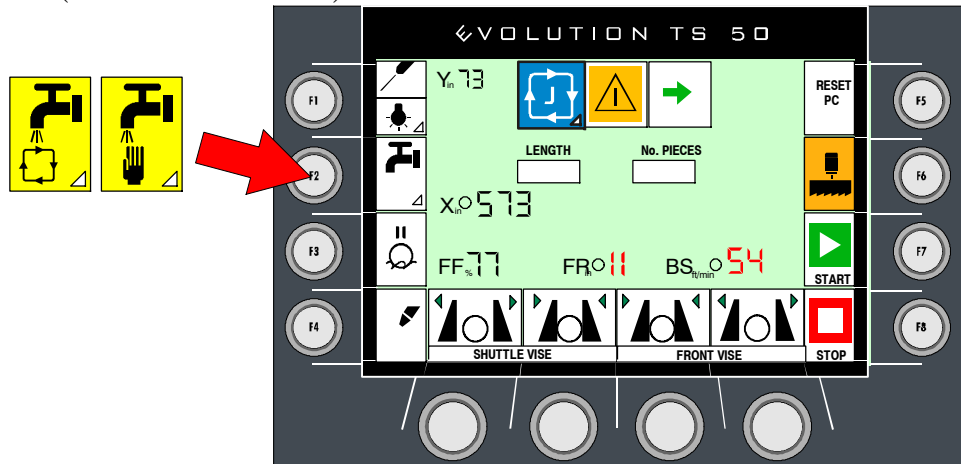 EVOLUTION TS 50
F1
F2
F3
F4
Yin 73
J
RESET
PC
LENGTH
No. PIECES
Xin 573
FF% 77
FRin 11
BSft/min 54
START
SHUTTLE VISE
FRONT VISE
STOP
F5
F6
F7
F8